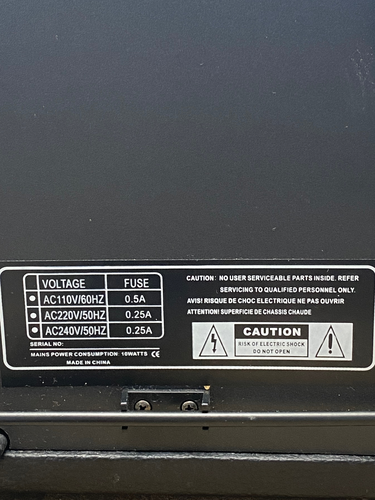 VOLTAGE FUSE
AC110V/60HZ 0.5A
AC220V/50HZ 0.25A
AC240V/50HZ 0.25A
SERIAL NO:
MAINS POWER CONSUMPTION: 18WATTS CE
MADE IN CHINA
CAUTION: NO USER SERVICEABLE PARTS INSIDE. REFER
SERVICING TO QUALIFIED PERSONNEL ONLY.
AVIS! RISQUE DE CHOC ELECTRIQUE NE PAS OUVRIR
ATTENTION! SUPERFICIE DE CHASSIS CHAUDE
CAUTION
RISK OF ELECTRIC SHOCK
DO NOT OPEN